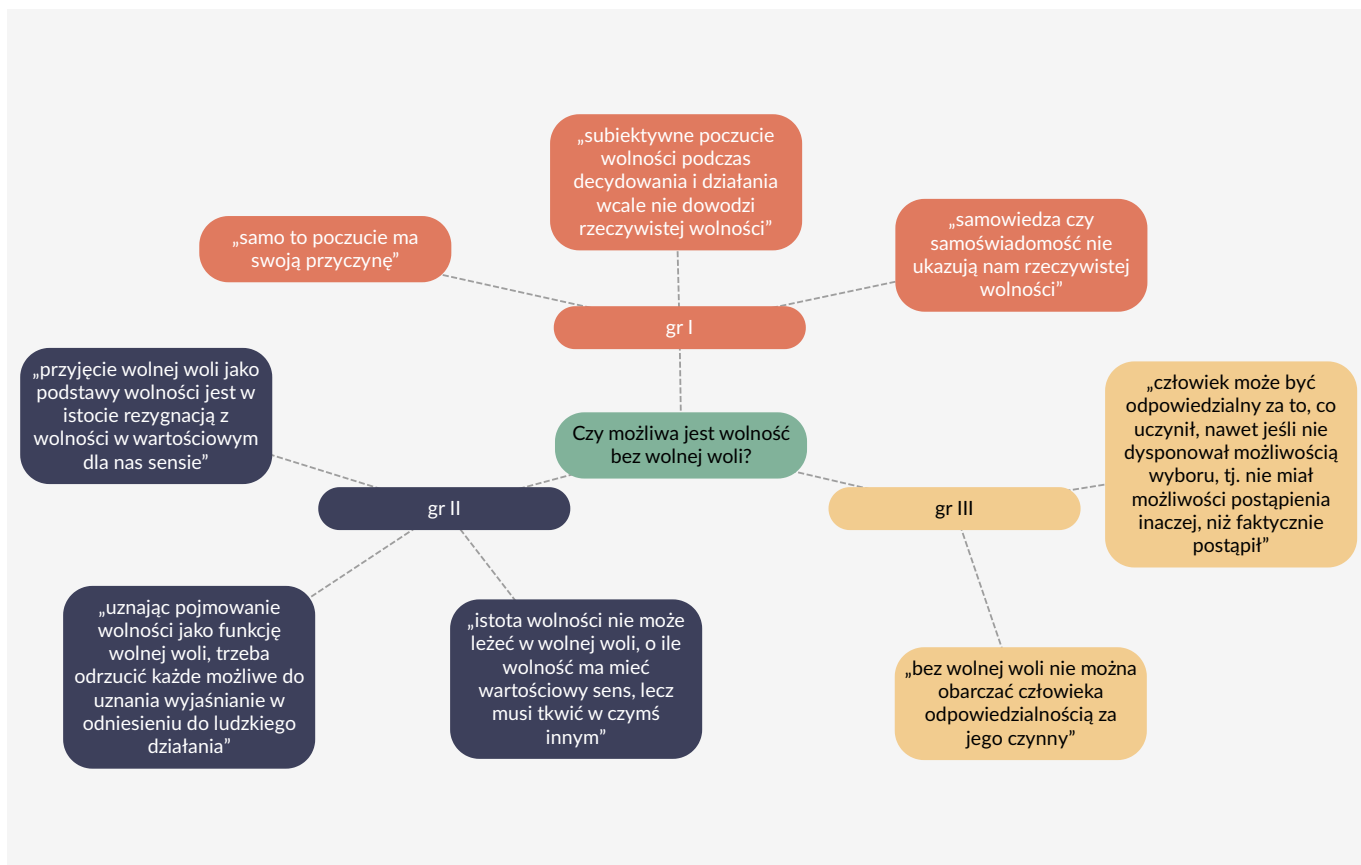 „subiektywne poczucie
wolności podczas
decydowania i działania
wcale nie dowodzi
rzeczywistej wolności”
„samo to poczucie ma
swoją przyczynę”
„samowiedza czy
samoświadomość nie
ukazują nam rzeczywistej
wolności”
gr I
„przyjęcie wolnej woli jako
podstawy wolności jest w
istocie rezygnacją z
wolności w wartościowym
dla nas sensie”
Czy możliwa jest wolność
bez wolnej woli?
„człowiek może być
odpowiedzialny za to, co
uczynił, nawet jeśli nie
dysponował możliwością
wyboru, tj. nie miał
możliwości postąpienia
inaczej, niż faktycznie
postąpił”
gr II
gr III
„uznając pojmowanie
wolności jako funkcję
wolnej woli, trzeba
odrzucić każde możliwe do
uznania wyjaśnianie w
odniesieniu do ludzkiego
działania”
„istota wolności nie może
leżeć w wolnej woli, o ile
wolność ma mieć
wartościowy sens, lecz
musi tkwić w czymś
innym”
„bez wolnej woli nie można
obarczać człowieka
odpowiedzialnością za
jego czynny”